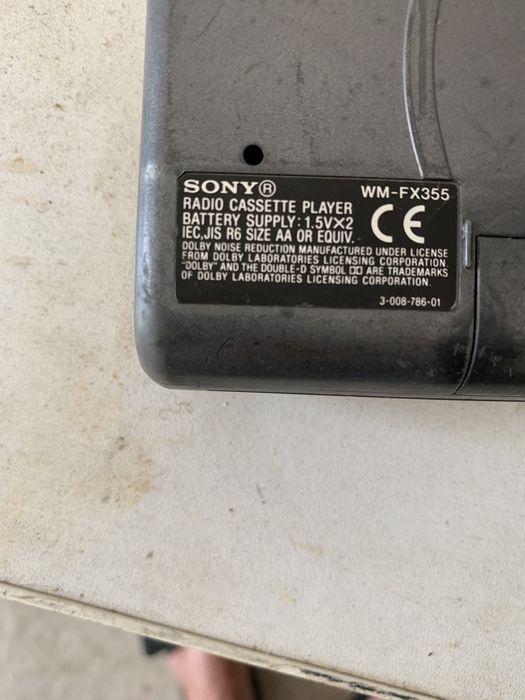 SONY® WM-FX355
RADIO CASSETTE PLAYER
BATTERY SUPPLY: 1.5V×2 CE
IEC,JIS R6 SIZE AA OR EQUIV.
DOLBY NOISE REDUCTION MANUFACTURED UNDER LICENSE
FROM DOLBY LABORATORIES LICENSING CORPORATION.
"DOLBY" AND THE DOUBLE-D SYMBOL ARE TRADEMARKS
OF DOLBY LABORATORIES LICENSING CORPORATION.
3-008-786-01